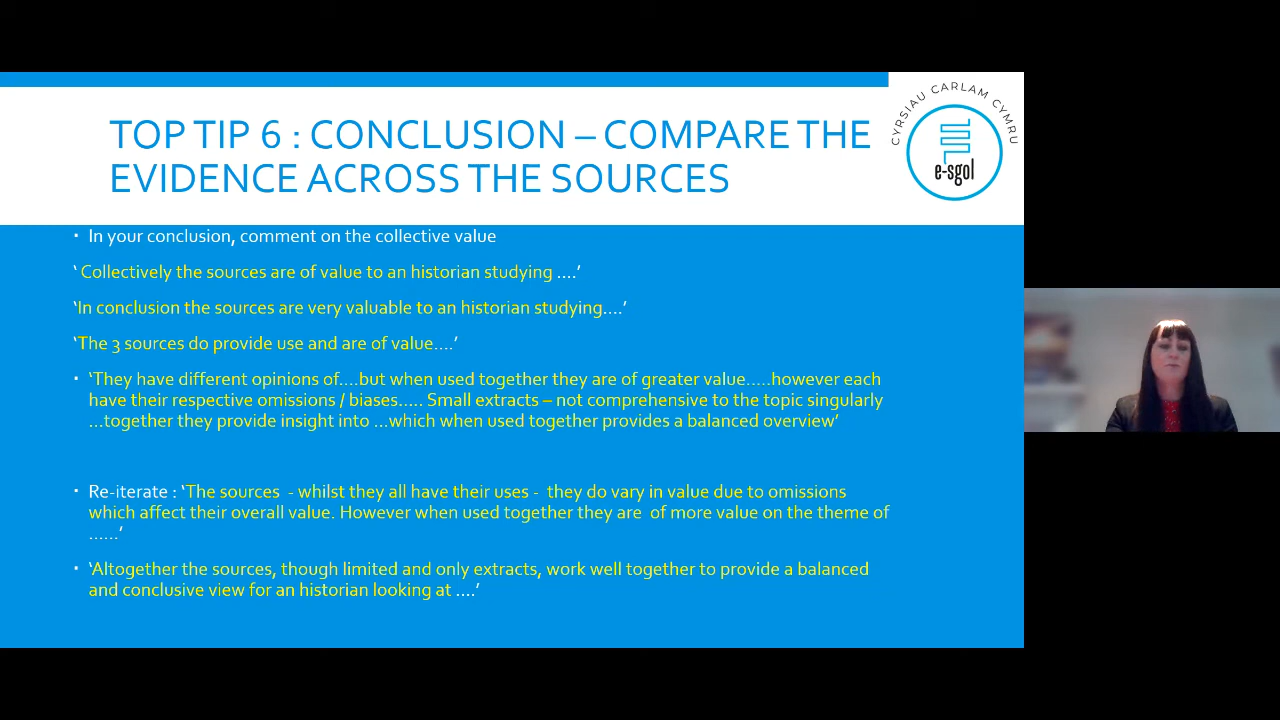 TOP TIP 6 : CONCLUSION – COMPARE THE
EVIDENCE ACROSS THE SOURCES
CYRSIAU CARLAM CYMRU
e-sgol
▪ In your conclusion, comment on the collective value
‘ Collectively the sources are of value to an historian studying ....’
‘In conclusion the sources are very valuable to an historian studying....’
‘The 3 sources do provide use and are of value....’
▪ ‘They have different opinions of....but when used together they are of greater value.....however each
have their respective omissions / biases..... Small extracts – not comprehensive to the topic singularly
...together they provide insight into ...which when used together provides a balanced overview’
▪ Re-iterate : ‘The sources - whilst they all have their uses - they do vary in value due to omissions
which affect their overall value. However when used together they are of more value on the theme of
......’
▪ ‘Altogether the sources, though limited and only extracts, work well together to provide a balanced
and conclusive view for an historian looking at ....’